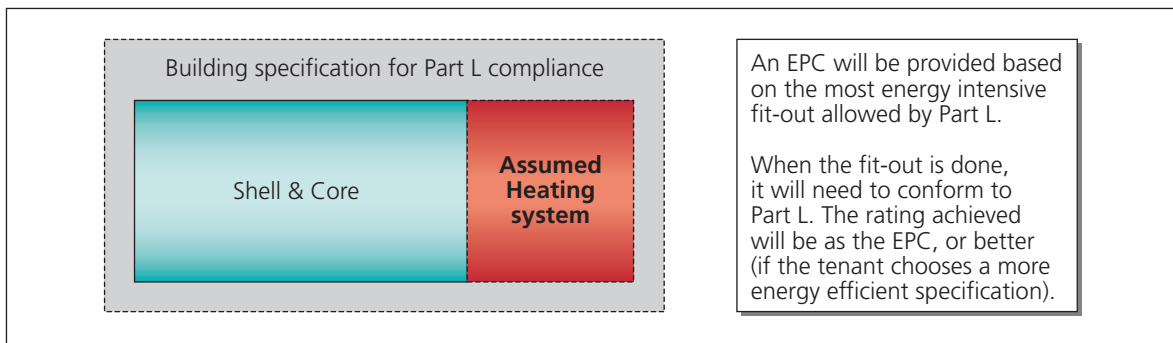 Building specification for Part L compliance
Shell & Core
Assumed
Heating
system
An EPC will be provided based
on the most energy intensive
fit-out allowed by Part L.
When the fit-out is done,
it will need to conform to
Part L. The rating achieved
will be as the EPC, or better
(if the tenant chooses a more
energy efficient specification).